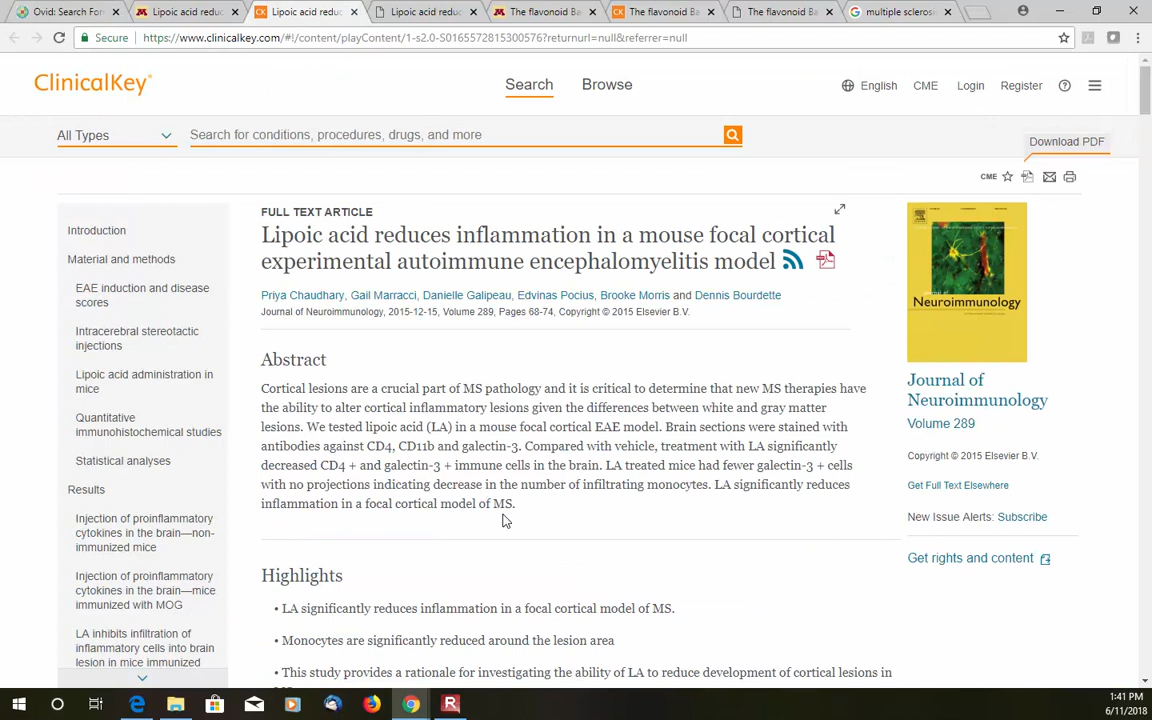 Ovid: Search For
Lipoic acid reduc
Lipoic acid reduc
Lipoic acid reduc
The flavonoid Ba
The flavonoid Ba
The flavonoid Ba
multiple scleros
Secure
https://www.clinicalkey.com/#!/content/playContent/1-s2.0-S0165572815300576?returnurl=null&referrer=null
ClinicalKey
Search
Browse
English
CME
Login
Register
All Types
Search for conditions, procedures, drugs, and more
Download PDF
CME
Introduction
Material and methods
EAE induction and disease
scores
Intracerebral stereotactic
injections
Lipoic acid administration in
mice
Quantitative
immunohistochemical studies
Statistical analyses
Results
Injection of proinflammatory
cytokines in the brain—non-
immunized mice
Injection of proinflammatory
cytokines in the brain—mice
immunized with MOG
LA inhibits infiltration of
inflammatory cells into brain
lesion in mice immunized
FULL TEXT ARTICLE
Lipoic acid reduces inflammation in a mouse focal cortical
experimental autoimmune encephalomyelitis model
Priya Chaudhary, Gail Marracci, Danielle Galipeau, Edvinas Pocius, Brooke Morris and Dennis Bourdette
Journal of Neuroimmunology, 2015-12-15, Volume 289, Pages 68-74, Copyright © 2015 Elsevier B.V.
Abstract
Cortical lesions are a crucial part of MS pathology and it is critical to determine that new MS therapies have
the ability to alter cortical inflammatory lesions given the differences between white and gray matter
lesions. We tested lipoic acid (LA) in a mouse focal cortical EAE model. Brain sections were stained with
antibodies against CD4, CD11b and galectin-3. Compared with vehicle, treatment with LA significantly
decreased CD4 + and galectin-3 + immune cells in the brain. LA treated mice had fewer galectin-3 + cells
with no projections indicating decrease in the number of infiltrating monocytes. LA significantly reduces
inflammation in a focal cortical model of MS.
Highlights
• LA significantly reduces inflammation in a focal cortical model of MS.
• Monocytes are significantly reduced around the lesion area
• This study provides a rationale for investigating the ability of LA to reduce development of cortical lesions in
Journal of
Neuroimmunology
Journal of
Neuroimmunology
Volume 289
Copyright © 2015 Elsevier B.V.
Get Full Text Elsewhere
New Issue Alerts: Subscribe
Get rights and content
1:41 PM
6/11/2018